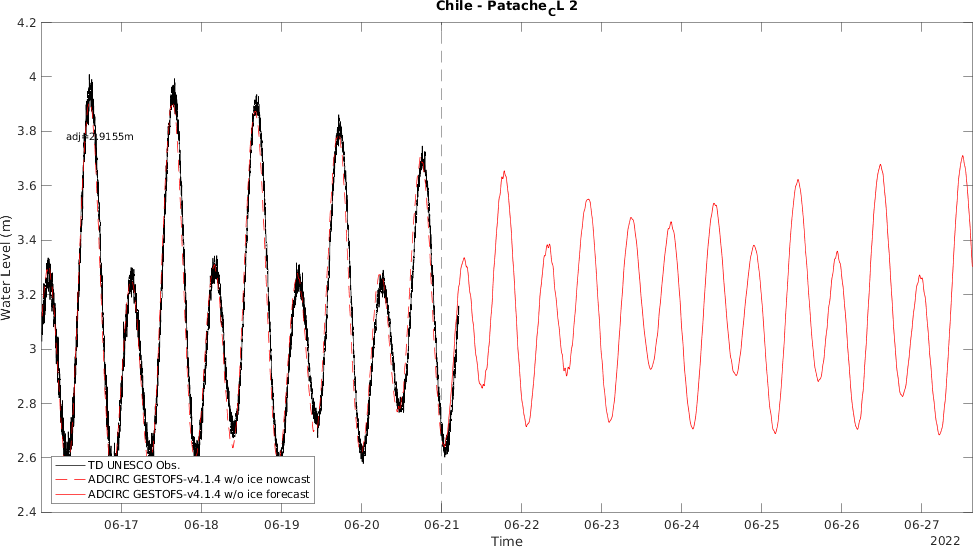 Chile - Patache_CL 2
4.2
4
3.8
3.6
3.4
3.2
3
2.8
2.6
2.4
Water Level (m)
adj=2.9155m
TD UNESCO Obs.
ADCIRC GESTOFS-v4.1.4 w/o ice nowcast
ADCIRC GESTOFS-v4.1.4 w/o ice forecast
06-17 06-18 06-19 06-20 06-21 06-22 06-23 06-24 06-25 06-26 06-27
Time
2022